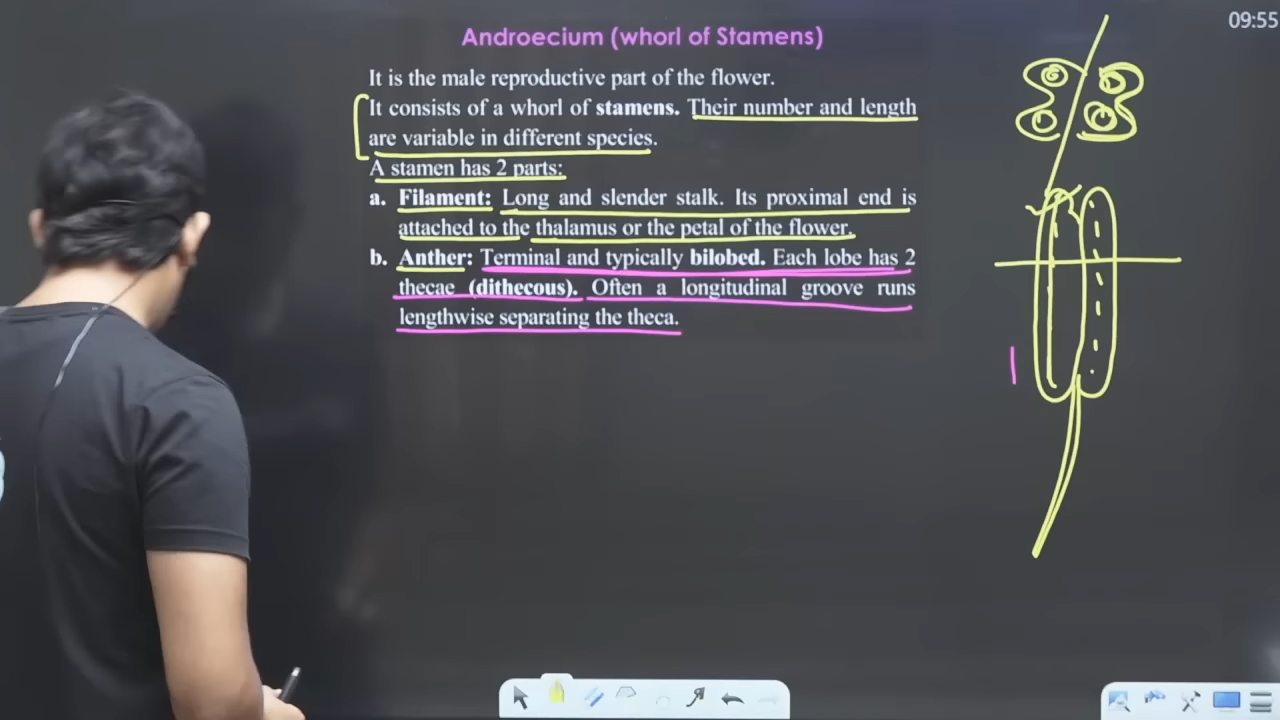 Androecium (whorl of Stamens)
09:55
It is the male reproductive part of the flower.
It consists of a whorl of stamens. Their number and length
are variable in different species.
A stamen has 2 parts:
a. Filament: Long and slender stalk. Its proximal end is
attached to the thalamus or the petal of the flower.
b. Anther: Terminal and typically bilobed. Each lobe has 2
thecae (dithecous). Often a longitudinal groove runs
lengthwise separating the theca.